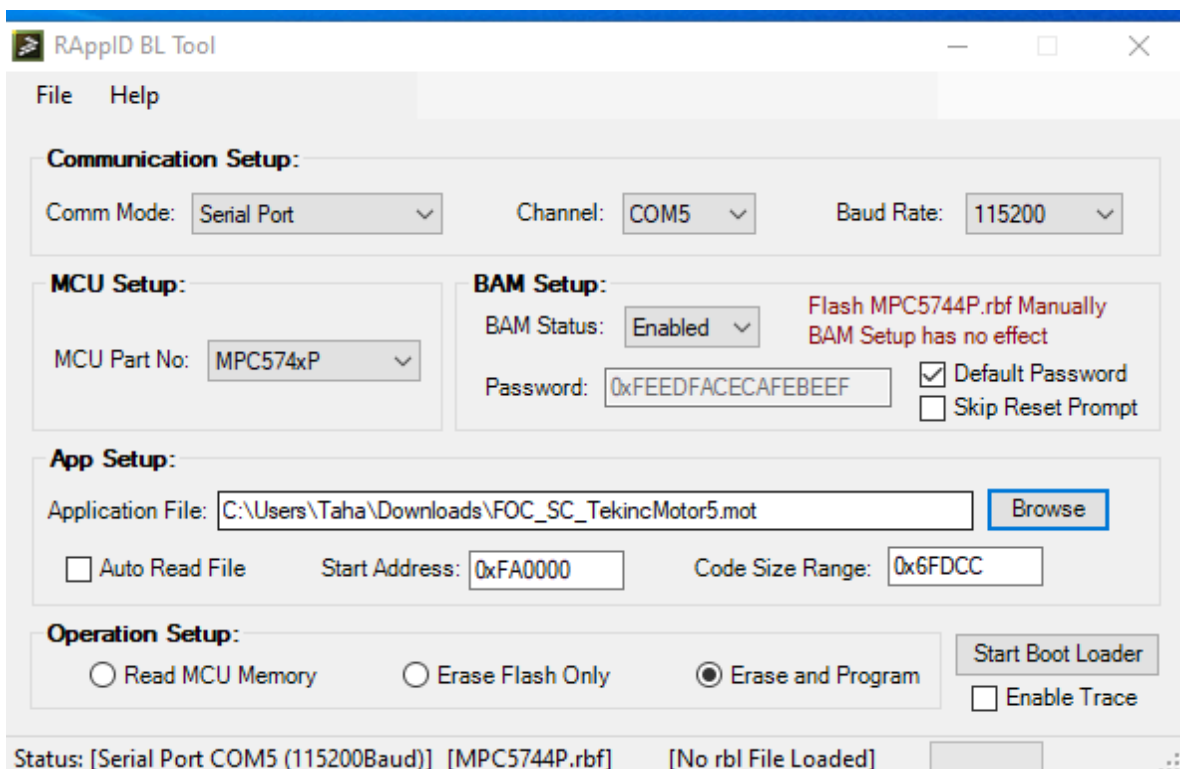 RAppID BL Tool
File Help
Communication Setup:
Comm Mode: Serial Port Channel: COM5 Baud Rate: 115200
MCU Setup:
MCU Part No: MPC574xP
BAM Setup:
BAM Status: Enabled
Flash MPC5744P.rbf Manually
BAM Setup has no effect
Password: 0xFEEDFACECAFEBEEF
Default Password
Skip Reset Prompt
App Setup:
Application File: C:\Users\Taha\Downloads\FOC_SC_TekincMotor5.mot Browse
Auto Read File Start Address: 0xFA0000 Code Size Range: 0x6FDCC
Operation Setup:
Read MCU Memory Erase Flash Only Erase and Program
Start Boot Loader
Enable Trace
Status: [Serial Port COM5 (115200Baud)] [MPC5744P.rbf] [No rbl File Loaded]